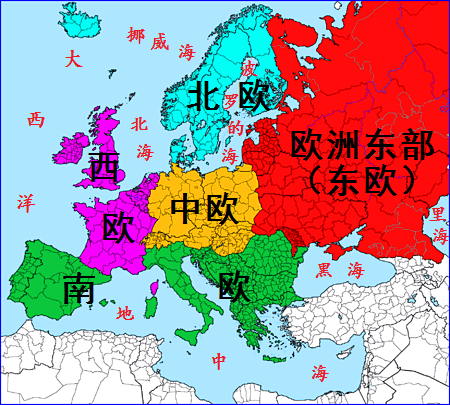 挪威海
大西洋
北海
波罗的海
北欧
西欧
中欧
欧洲东部
（东欧）
南欧
里海
黑海
地中海